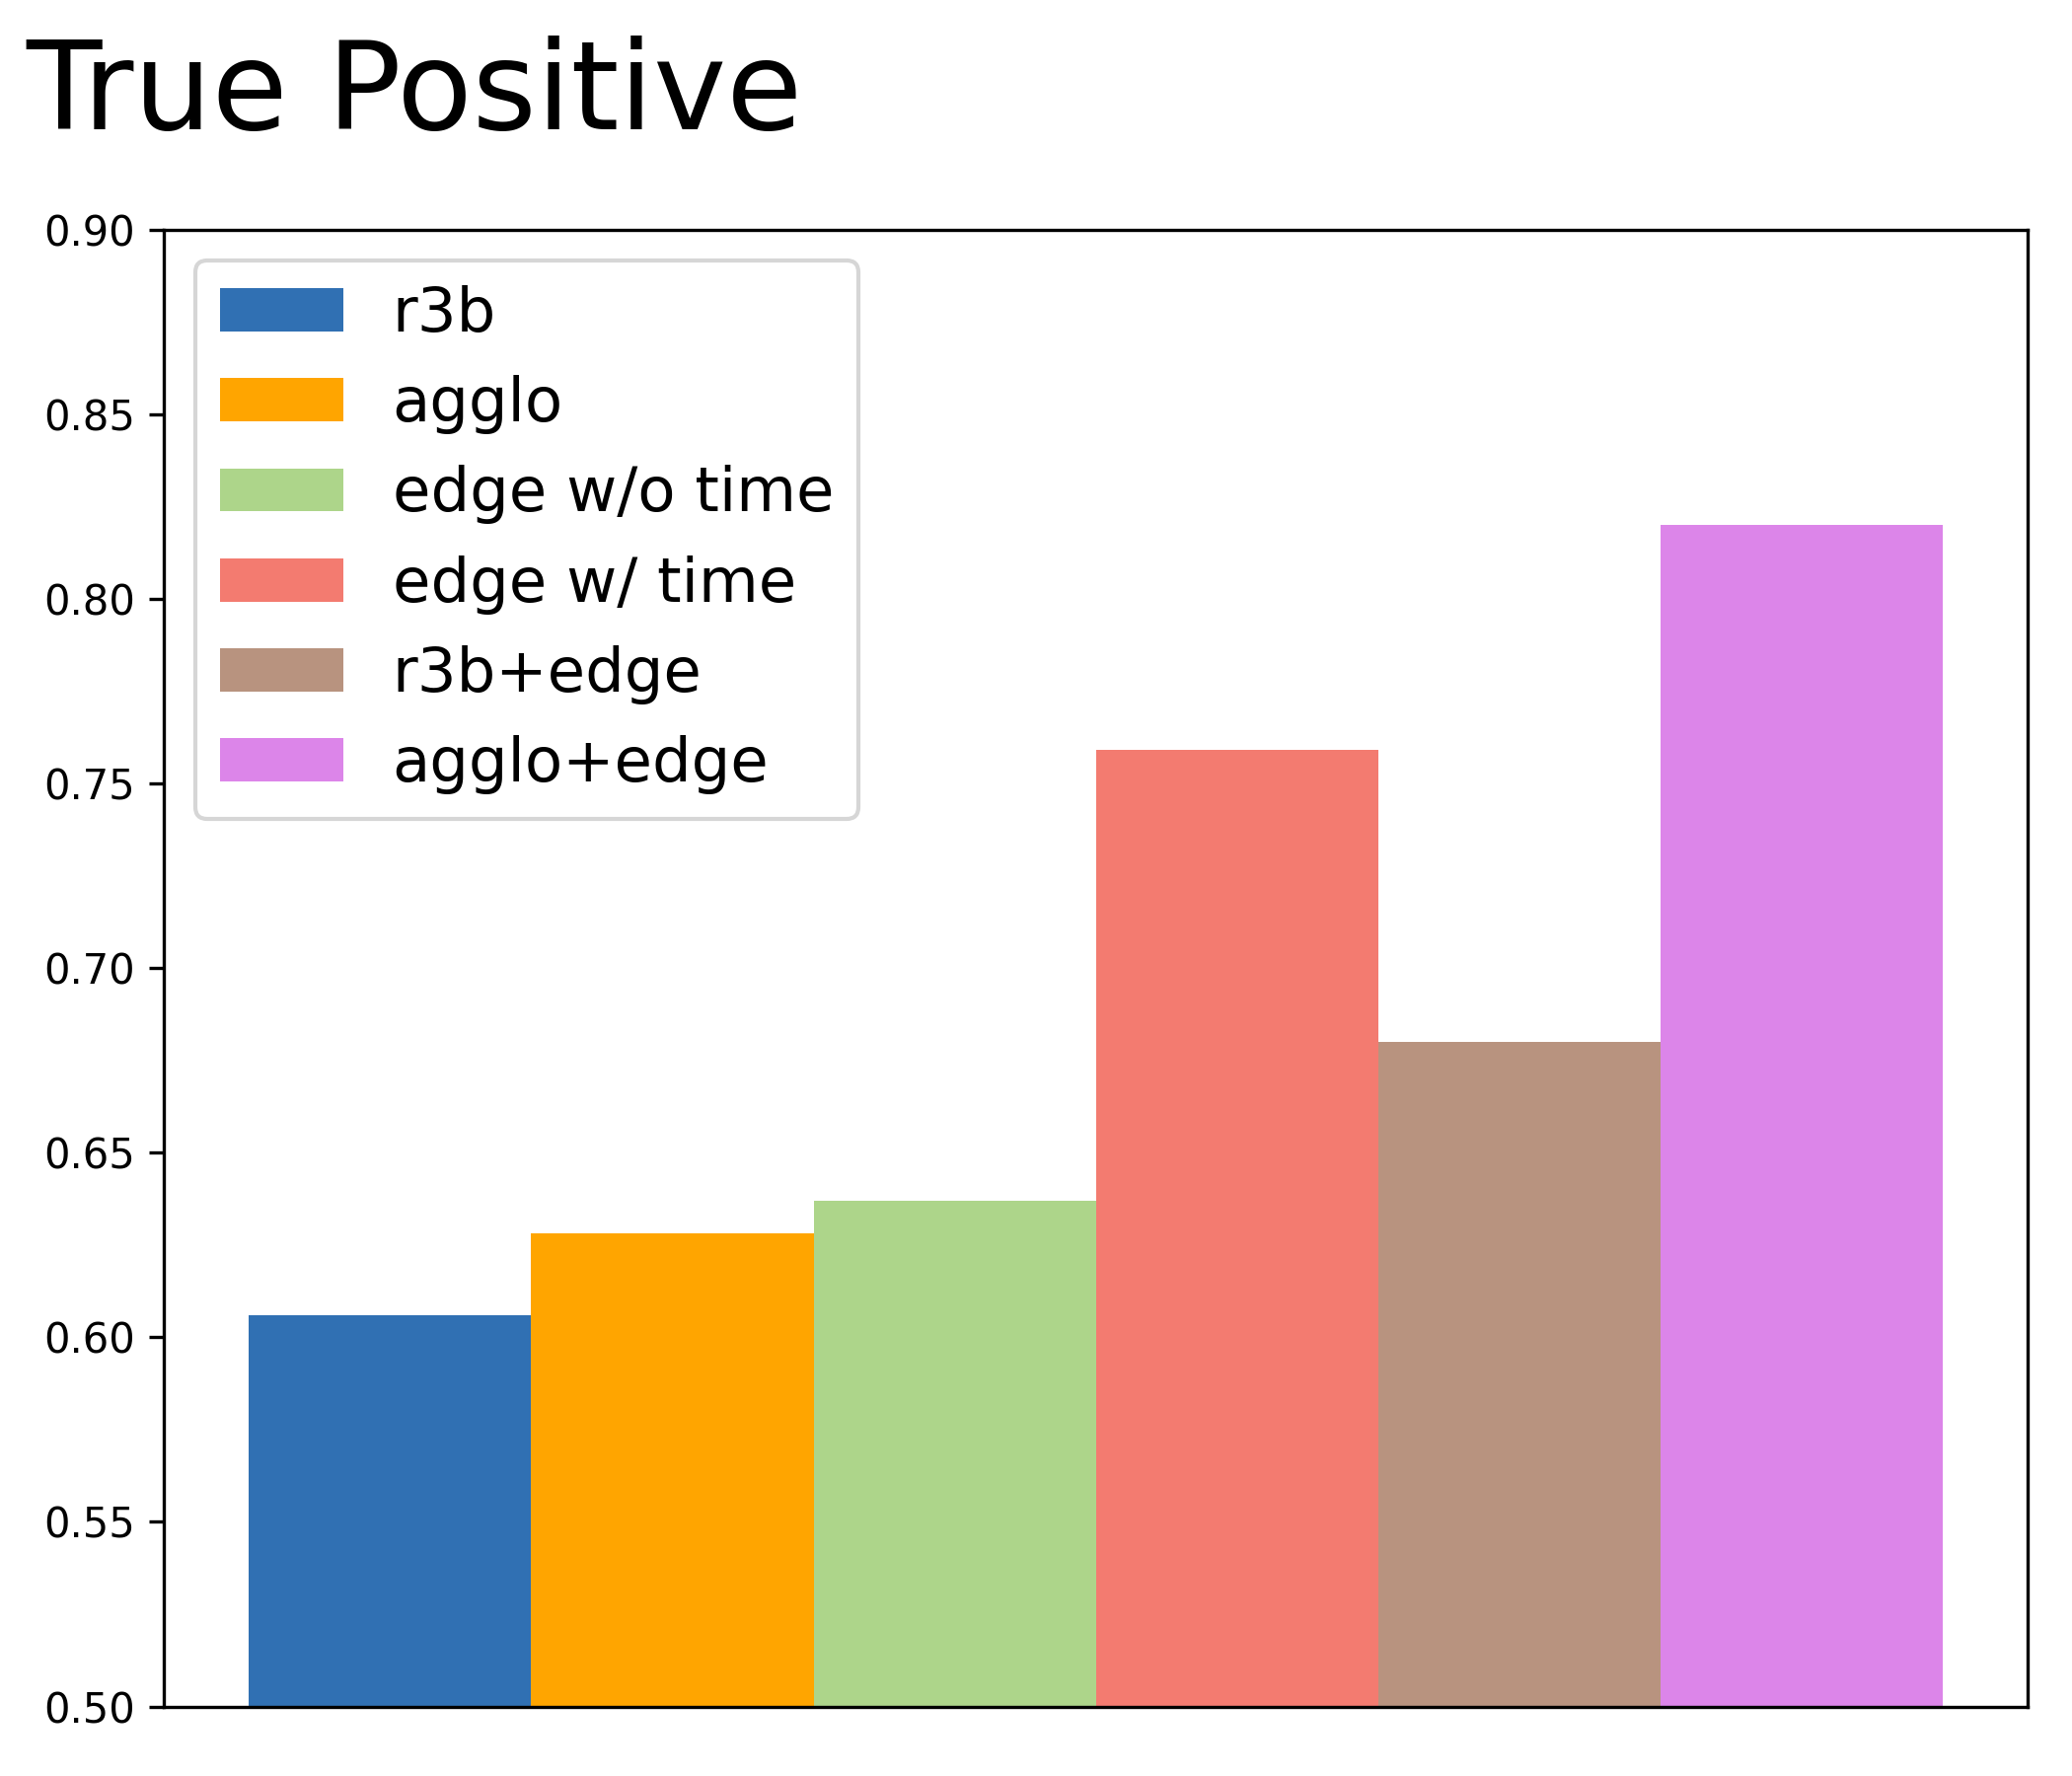 True Positive
0.90
0.85
0.80
0.75
0.70
0.65
0.60
0.55
0.50
r3b
agglo
edge w/o time
edge w/ time
r3b+edge
agglo+edge